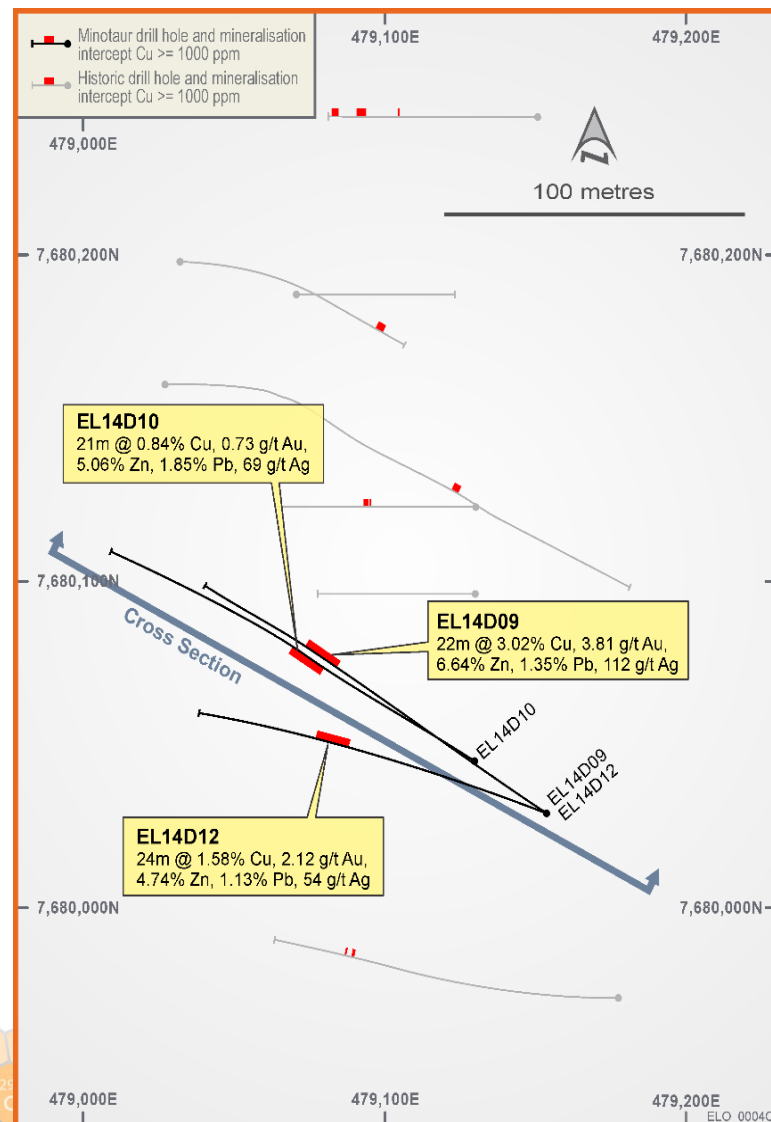 Minotaur drill hole and mineralisation
intercept Cu >= 1000 ppm
Historic drill hole and mineralisation
intercept Cu >= 1000 ppm
479,000E
479,100E
479,200E
N
100 metres
7,680,200N
7,680,200N
EL14D10
21m @ 0.84% Cu, 0.73 g/t Au,
5.06% Zn, 1.85% Pb, 69 g/t Ag
7,680,100N
7,680,100N
Cross Section
EL14D09
22m @ 3.02% Cu, 3.81 g/t Au,
6.64% Zn, 1.35% Pb, 112 g/t Ag
EL14D10
EL14D09
EL14D12
EL14D12
24m @ 1.58% Cu, 2.12 g/t Au,
4.74% Zn, 1.13% Pb, 54 g/t Ag
7,680,000N
7,680,000N
479,000E
479,100E
479,200E